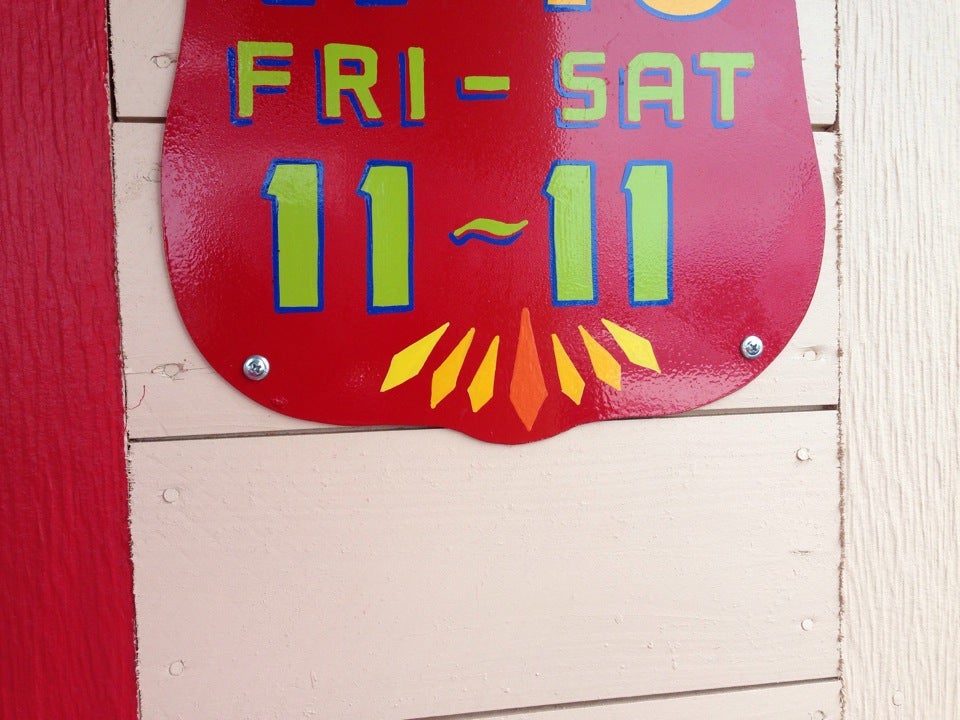 FRI - SAT
11 ~ 11